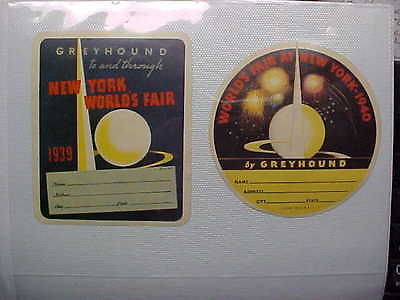 GREYHOUND
to and through
NEW YORK
WORLD'S FAIR
1939
Name
Address
City State
WORLD'S FAIR AT NEW YORK-1940
by GREYHOUND
NAME
ADDRESS
CITY STATE